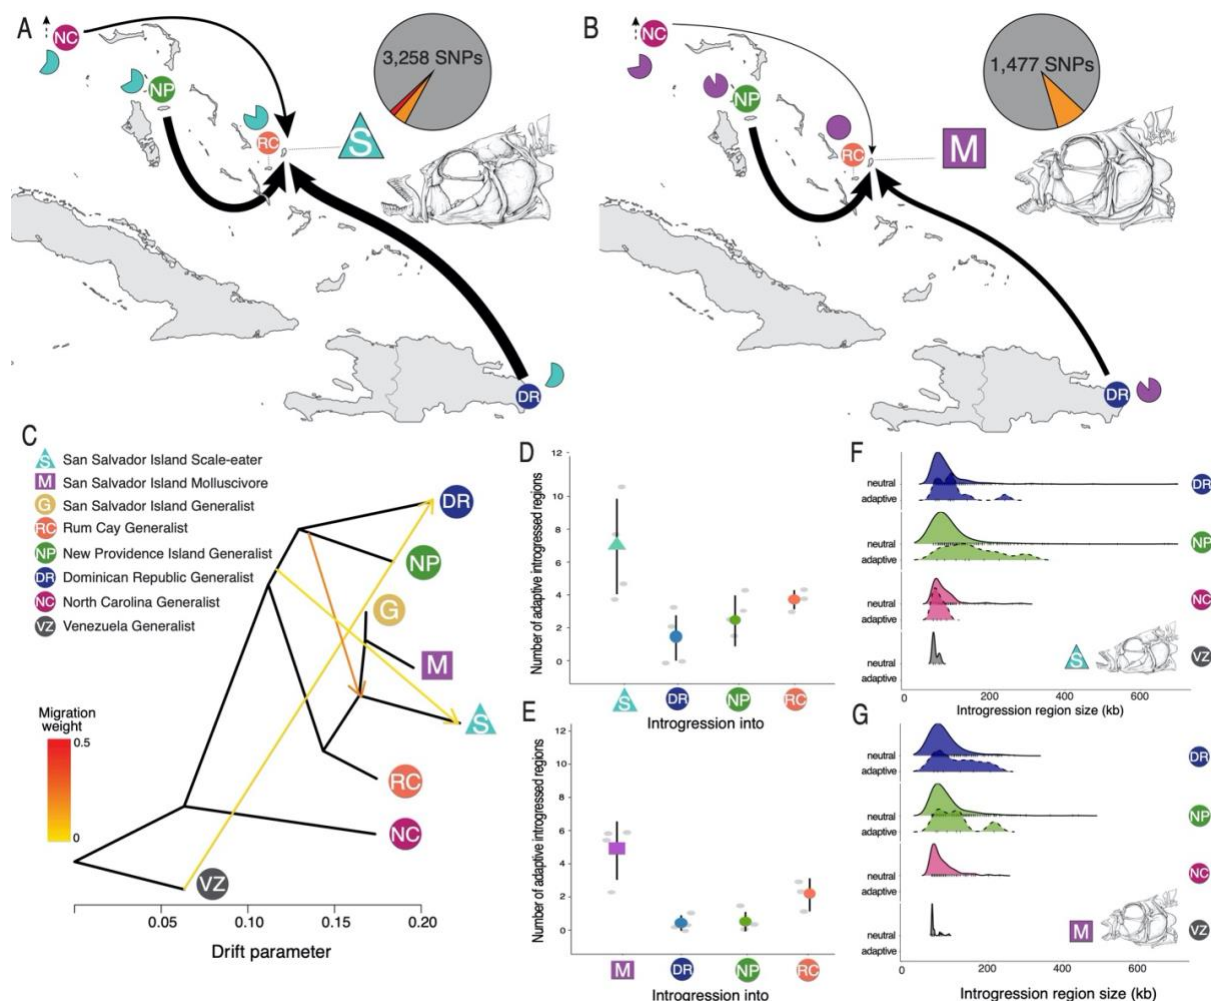 A
NC
NP
RC
DR
3,258 SNPs
S
B
NC
NP
RC
DR
1,477 SNPs
M
C
S San Salvador Island Scale-eater
M San Salvador Island Molluscivore
G San Salvador Island Generalist
RC Rum Cay Generalist
NP New Providence Island Generalist
DR Dominican Republic Generalist
NC North Carolina Generalist
VZ Venezuela Generalist
DR
NP
G
M
S
RC
NC
VZ
Migration
weight
0.5
0
0.05 0.10 0.15 0.20
Drift parameter
D
Number of adaptive introgressed regions
12
10
8
6
4
2
0
S DR NP RC
Introgression into
E
Number of adaptive introgressed regions
12
10
8
6
4
2
0
M DR NP RC
Introgression into
F
neutral
adaptive
DR
neutral
adaptive
NP
neutral
adaptive
NC
neutral
adaptive
S
VZ
0 200 400 600
Introgression region size (kb)
G
neutral
adaptive
DR
neutral
adaptive
NP
neutral
adaptive
NC
neutral
adaptive
M
VZ
0 200 400 600
Introgression region size (kb)